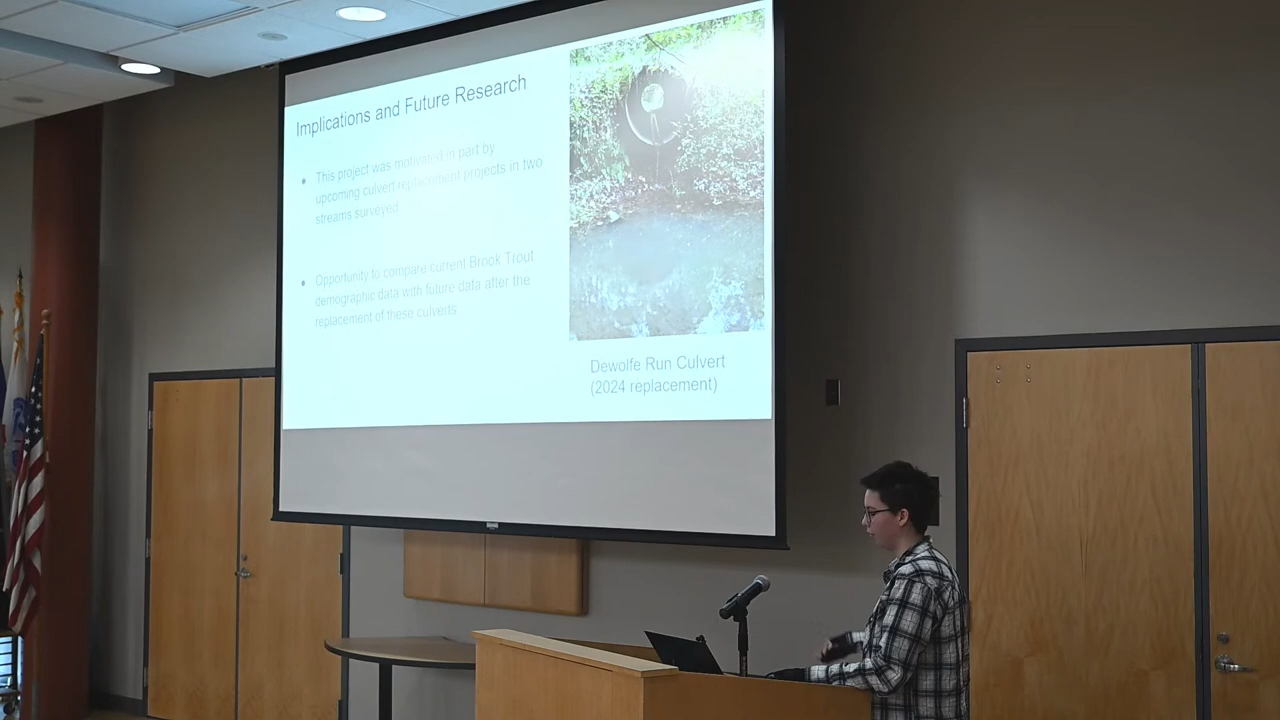 Implications and Future Research
This project was motivated in part by
upcoming culvert replacement projects in two
streams surveyed
Opportunity to compare current Brook Trout
demographic data with future data after the
replacement of these culverts
Dewolfe Run Culvert
(2024 replacement)